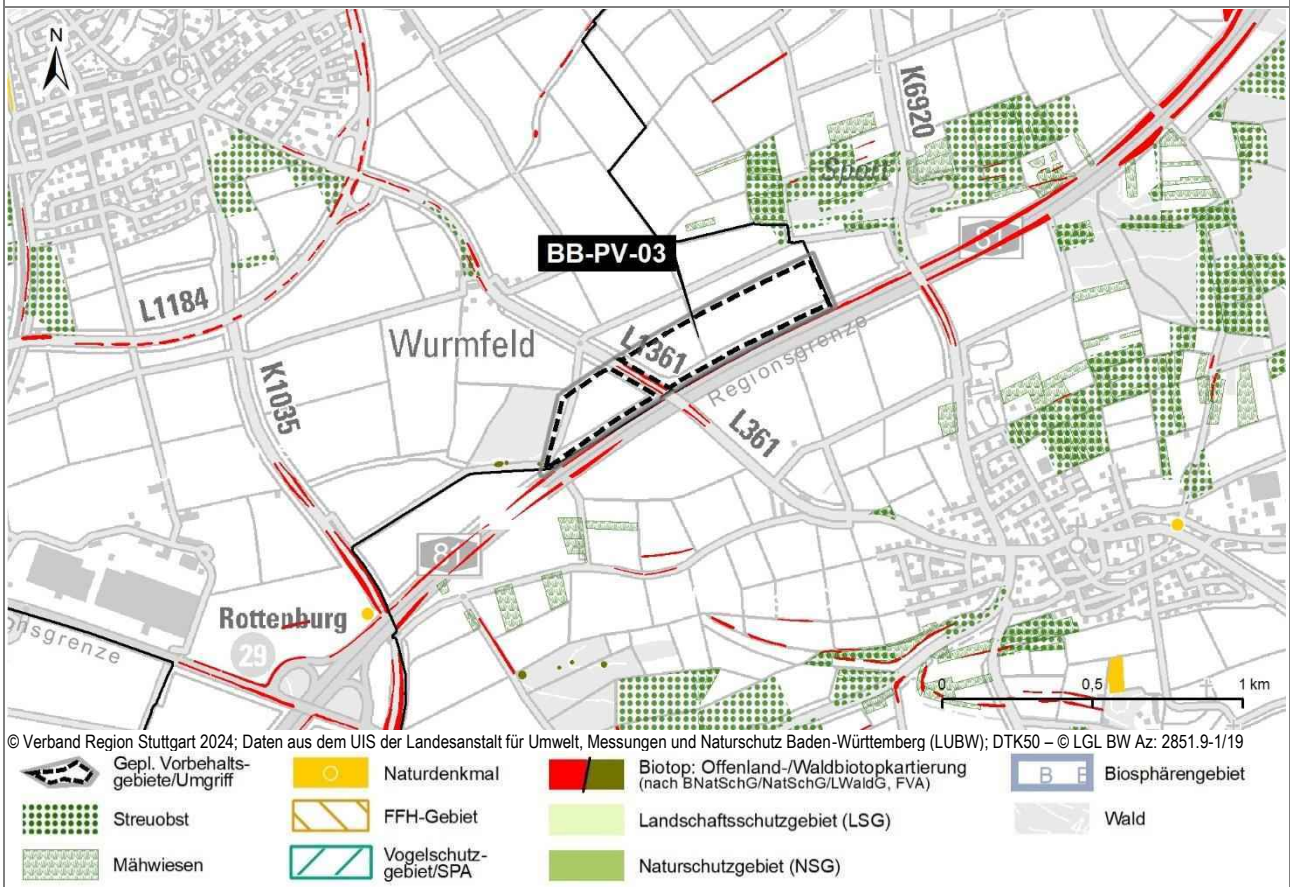 N
K6920
Sport
BB-PV-03
81
L1184
Wurmfeld
L1361
Regionsgrenze
K1035
L361
8
Rottenburg
29
onsgrenze
0 0,5 1 km
© Verband Region Stuttgart 2024; Daten aus dem UIS der Landesanstalt für Umwelt, Messungen und Naturschutz Baden-Württemberg (LUBW); DTK50 – © LGL BW Az: 2851.9-1/19
Gepl. Vorbehalts-
gebiete/Umgriff
Streuobst
Mähwiesen
Naturdenkmal
FFH-Gebiet
Vogelschutz-
gebiet/SPA
Biotop: Offenland-/Waldbiotopkartierung
(nach BNatSchG/NatSchG/LWaldG, FVA)
Landschaftsschutzgebiet (LSG)
Naturschutzgebiet (NSG)
B B
Biosphärengebiet
Wald